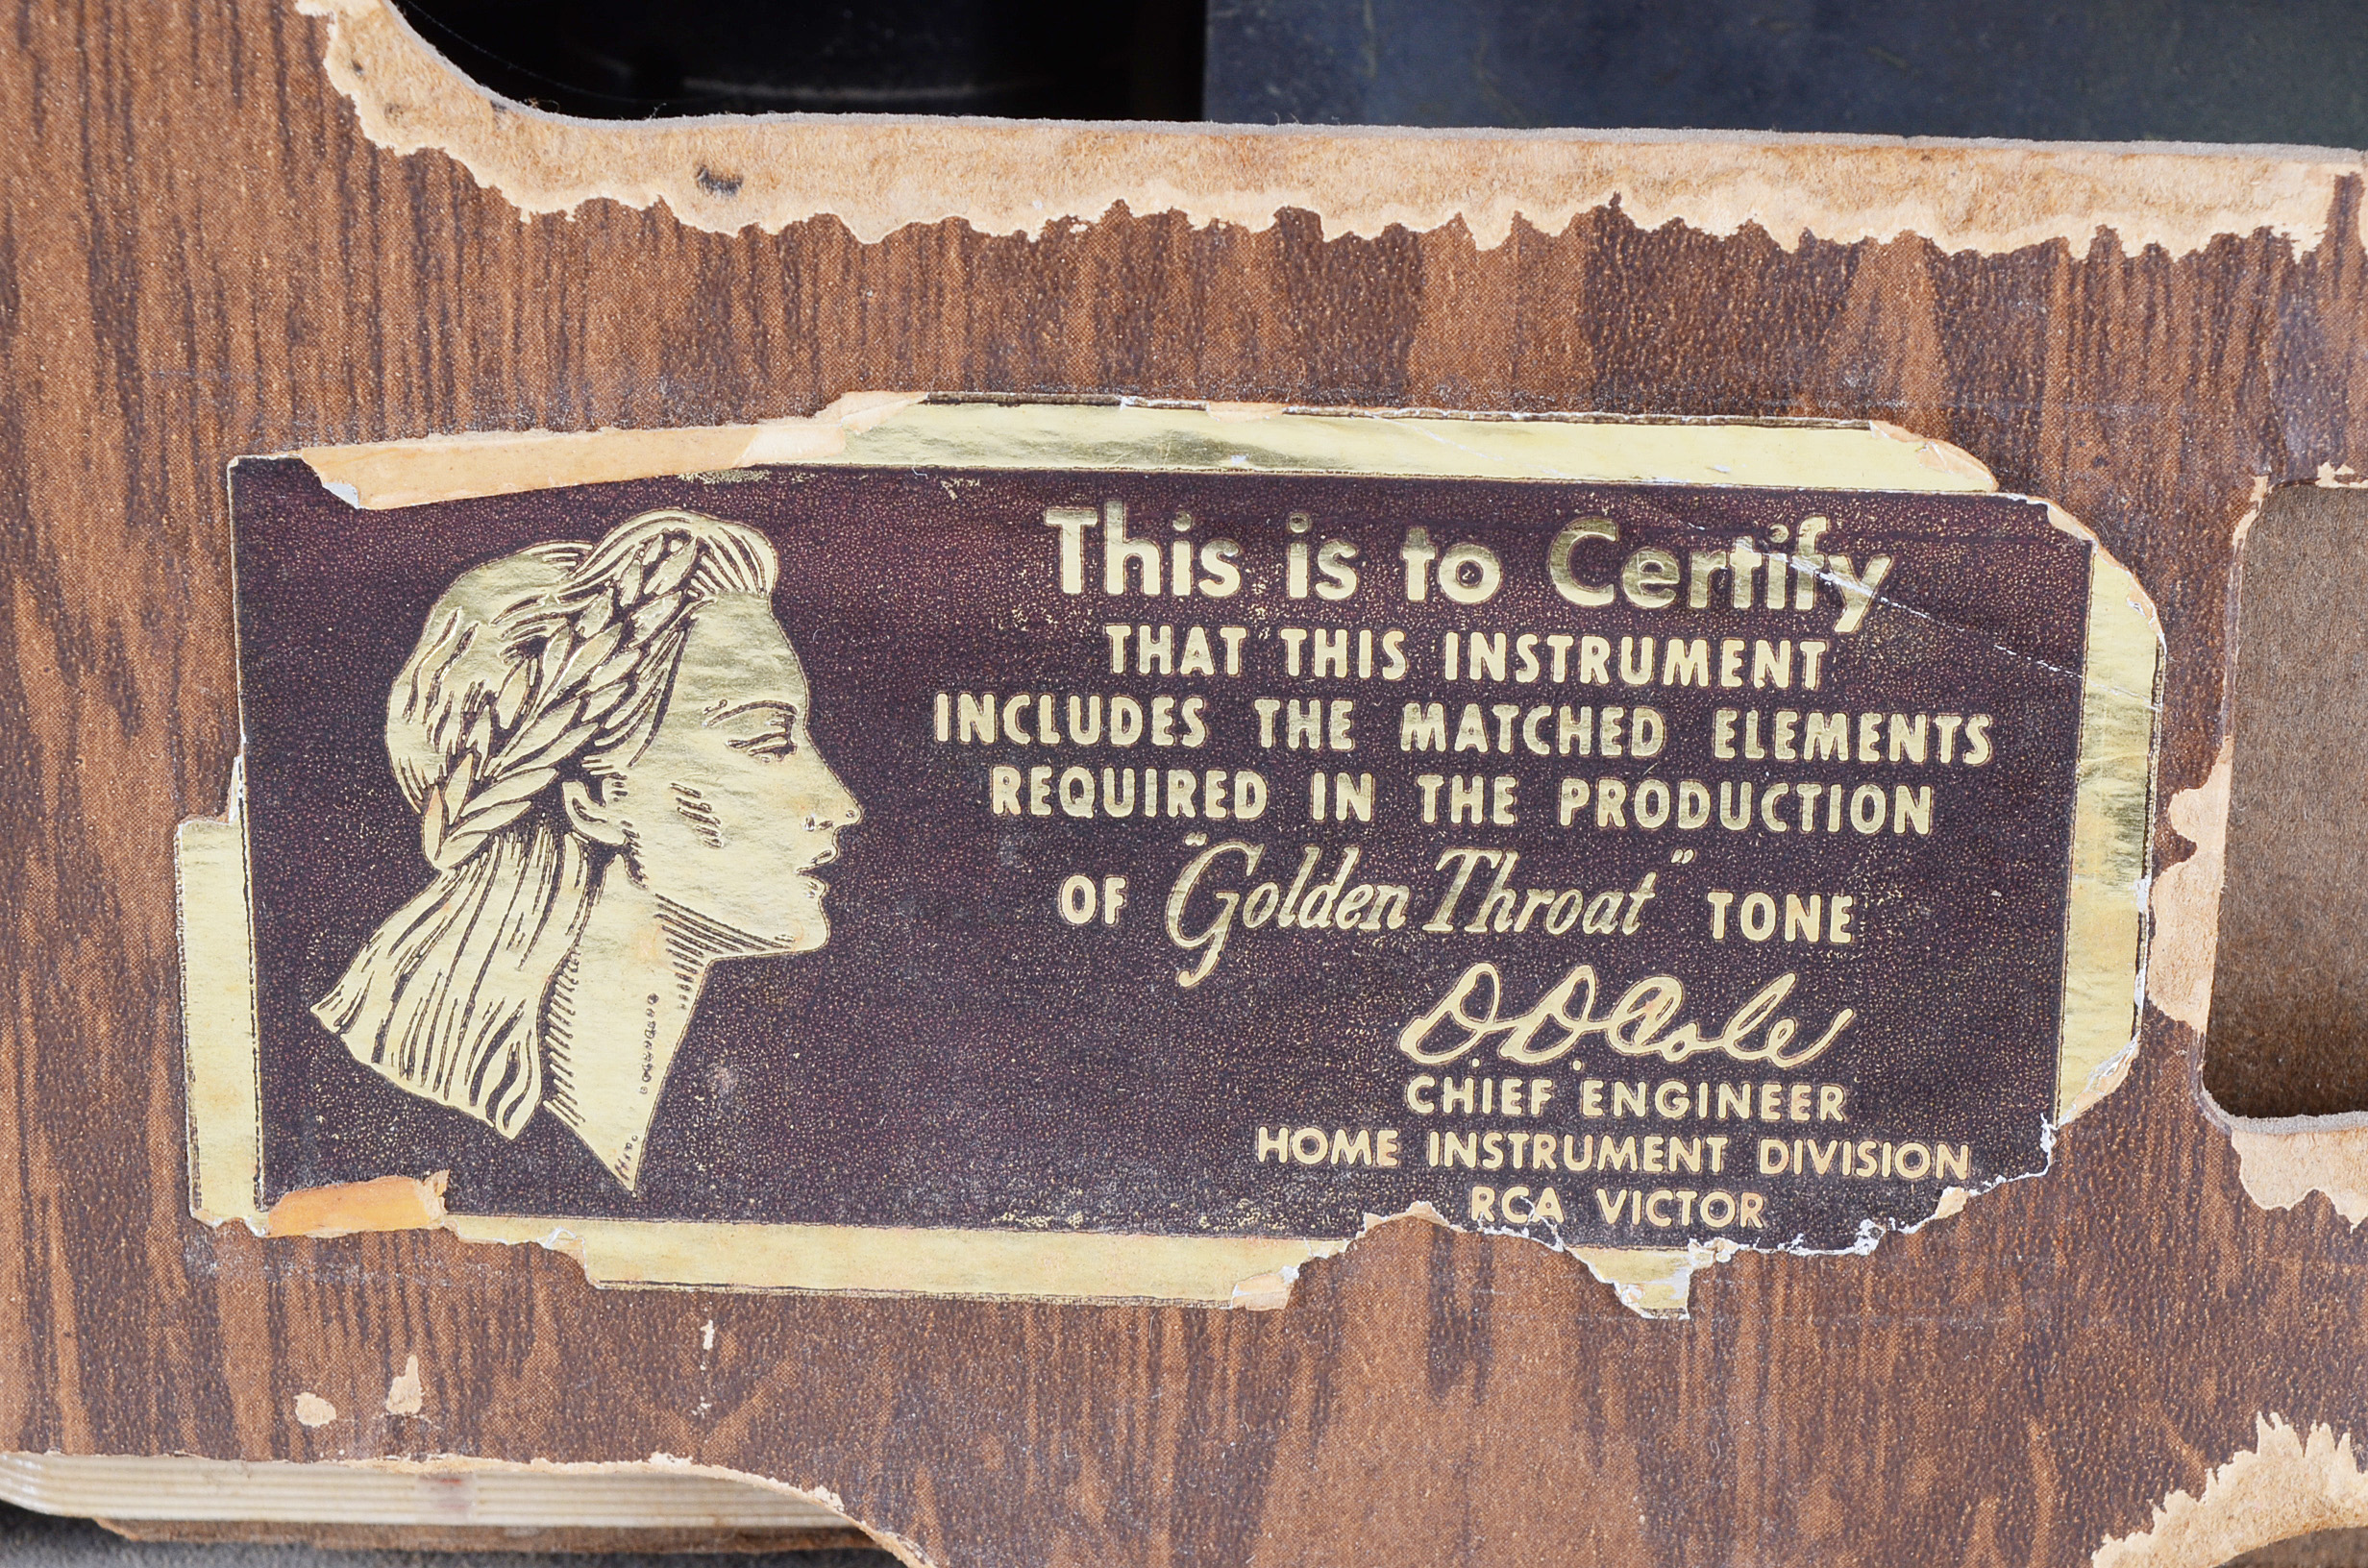 This is to Certify
THAT THIS INSTRUMENT
INCLUDES THE MATCHED ELEMENTS
REQUIRED IN THE PRODUCTION
OF "Golden Throat" TONE
D.D. Cole
CHIEF ENGINEER
HOME INSTRUMENT DIVISION
RCA VICTOR